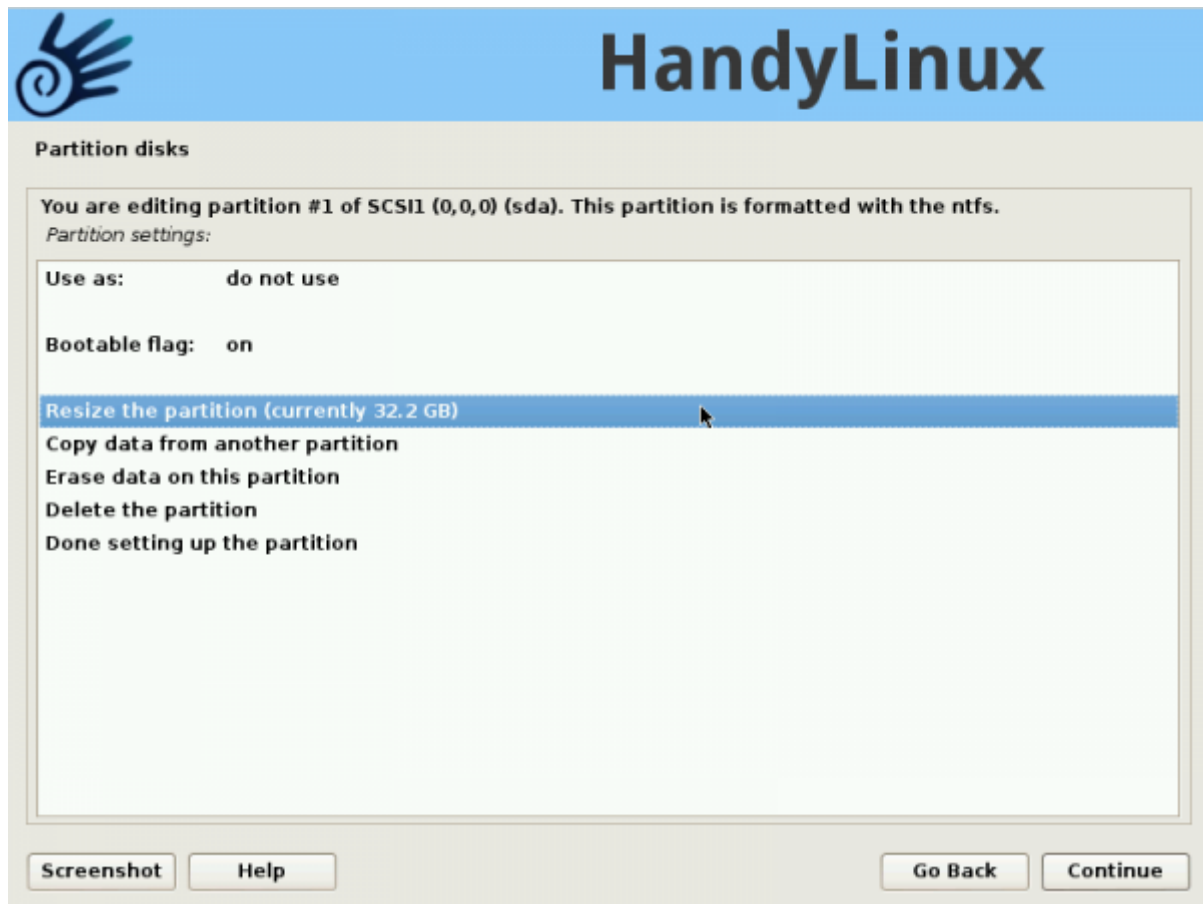 HandyLinux
Partition disks
You are editing partition #1 of SCSI1 (0,0,0) (sda). This partition is formatted with the ntfs.
Partition settings:
Use as: do not use
Bootable flag: on
Resize the partition (currently 32.2 GB)
Copy data from another partition
Erase data on this partition
Delete the partition
Done setting up the partition
Screenshot Help Go Back Continue